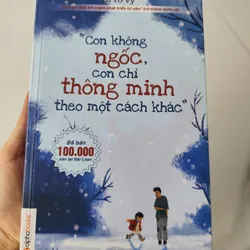 "Con không
ngốc,
con chỉ
thông minh
theo một cách khác"
Đã bán
100.000
bản tại Đài Loan
alphabooks